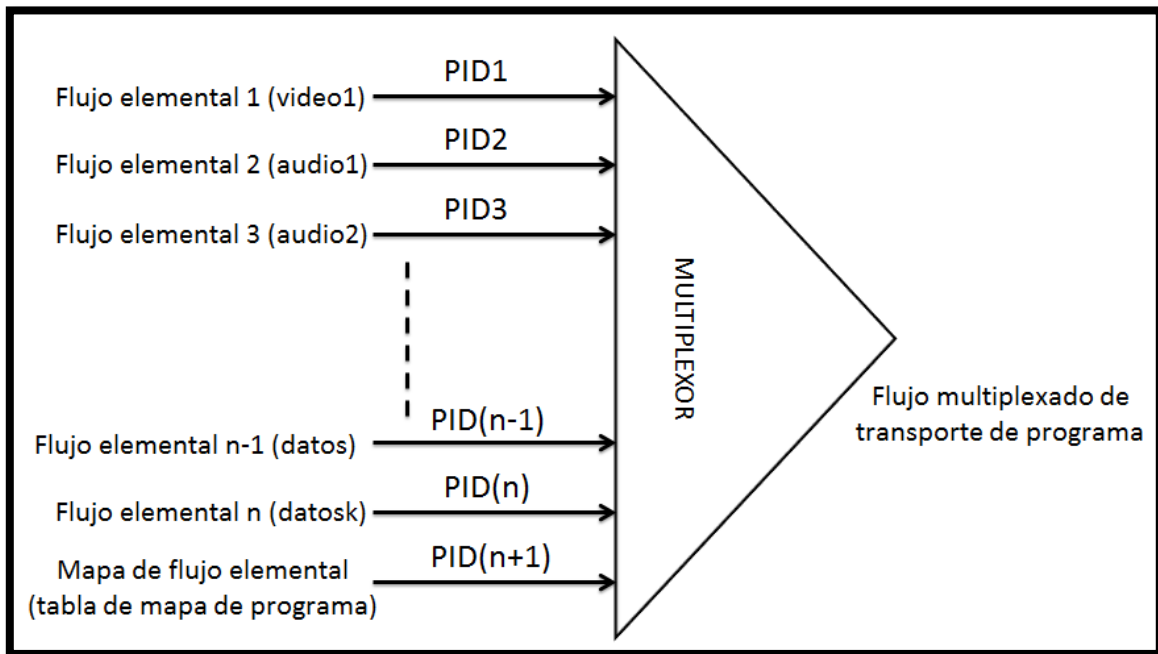 PID1
Flujo elemental 1 (video1)
PID2
Flujo elemental 2 (audio1)
PID3
Flujo elemental 3 (audio2)
MULTIPLEXOR
Flujo multiplexado de
transporte de programa
PID(n-1)
Flujo elemental n-1 (datos)
PID(n)
Flujo elemental n (datosk)
PID(n+1)
Mapa de flujo elemental
(tabla de mapa de programa)